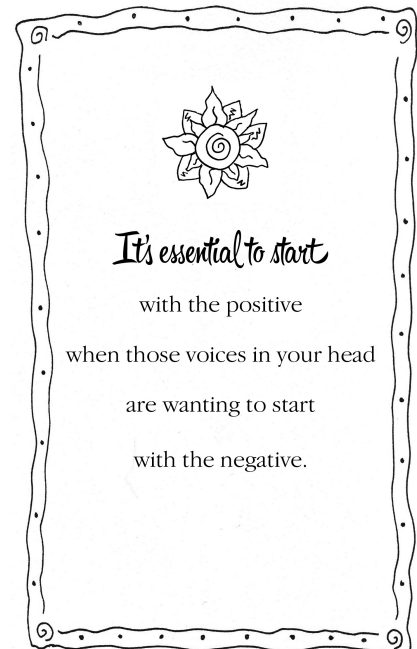 It's essential to start
with the positive
when those voices in your head
are wanting to start
with the negative.